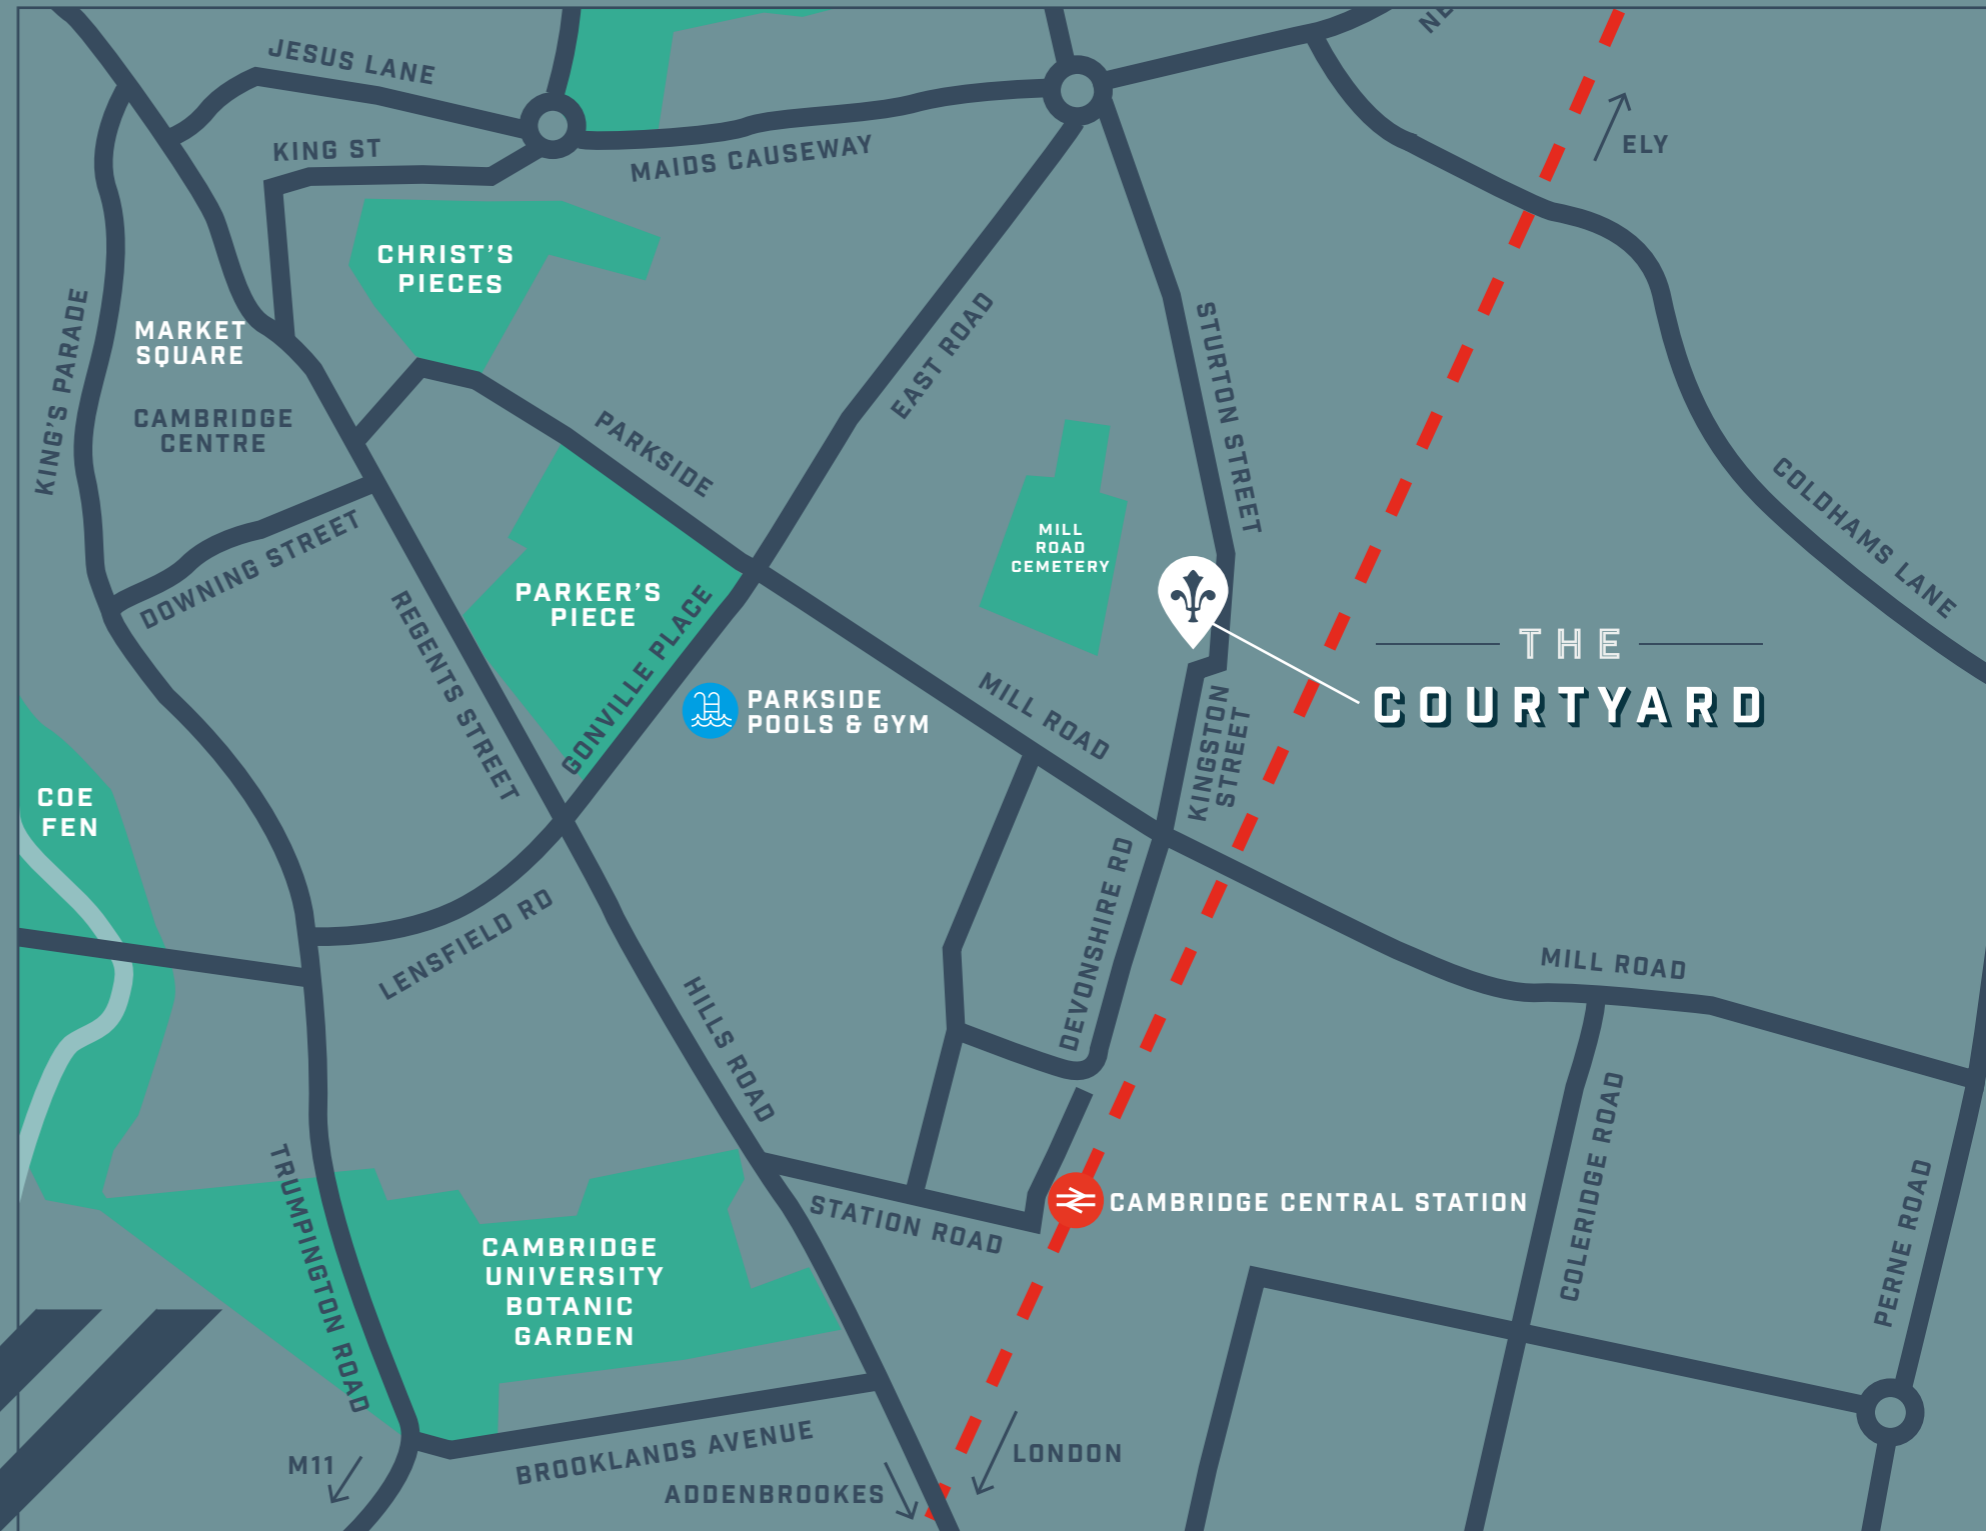 JESUS LANE
KING ST
MAIDS CAUSEWAY
ELY
CHRIST'S
PIECES
KING'S PARADE
MARKET
SQUARE
CAMBRIDGE
CENTRE
EAST ROAD
STURTON STREET
PARKSIDE
COLDHAMS LANE
DOWNING STREET
MILL
ROAD
CEMETERY
PARKER'S
PIECE
REGENTS STREET
GONVILLE PLACE
THE
COURTYARD
PARKSIDE
POOLS & GYM
MILL ROAD
KINGSTON
STREET
COE
FEN
LENSFIELD RD
DEVONSHIRE RD
MILL ROAD
HILLS ROAD
COLERIDGE ROAD
PERNE ROAD
TRUMPINGTON ROAD
STATION ROAD
CAMBRIDGE CENTRAL STATION
CAMBRIDGE
UNIVERSITY
BOTANIC
GARDEN
BROOKLANDS AVENUE
M11
ADDENBROOKES
LONDON